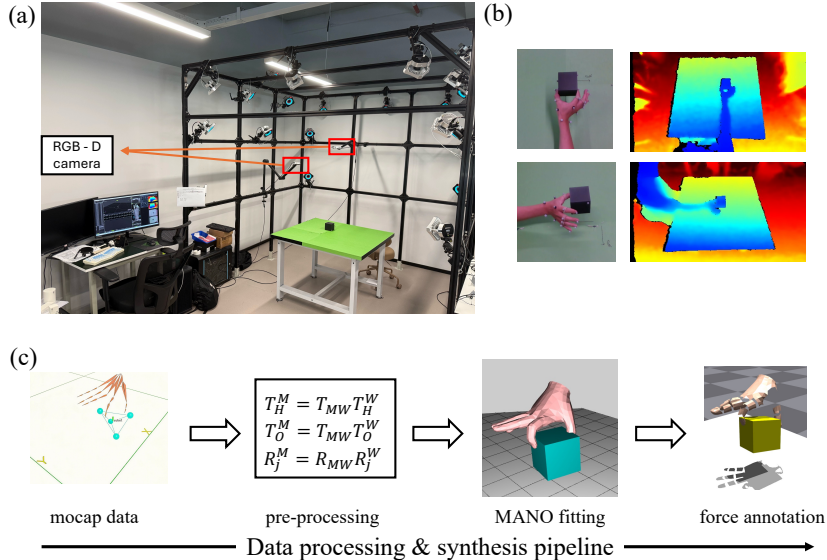 (a)
(b)
RGB - D
camera
(c)
T_H^M = T_{MW} T_H^W
T_O^M = T_{MW} T_O^W
R_j^M = R_{MW} R_j^W
mocap data
pre-processing
MANO fitting
force annotation
Data processing & synthesis pipeline